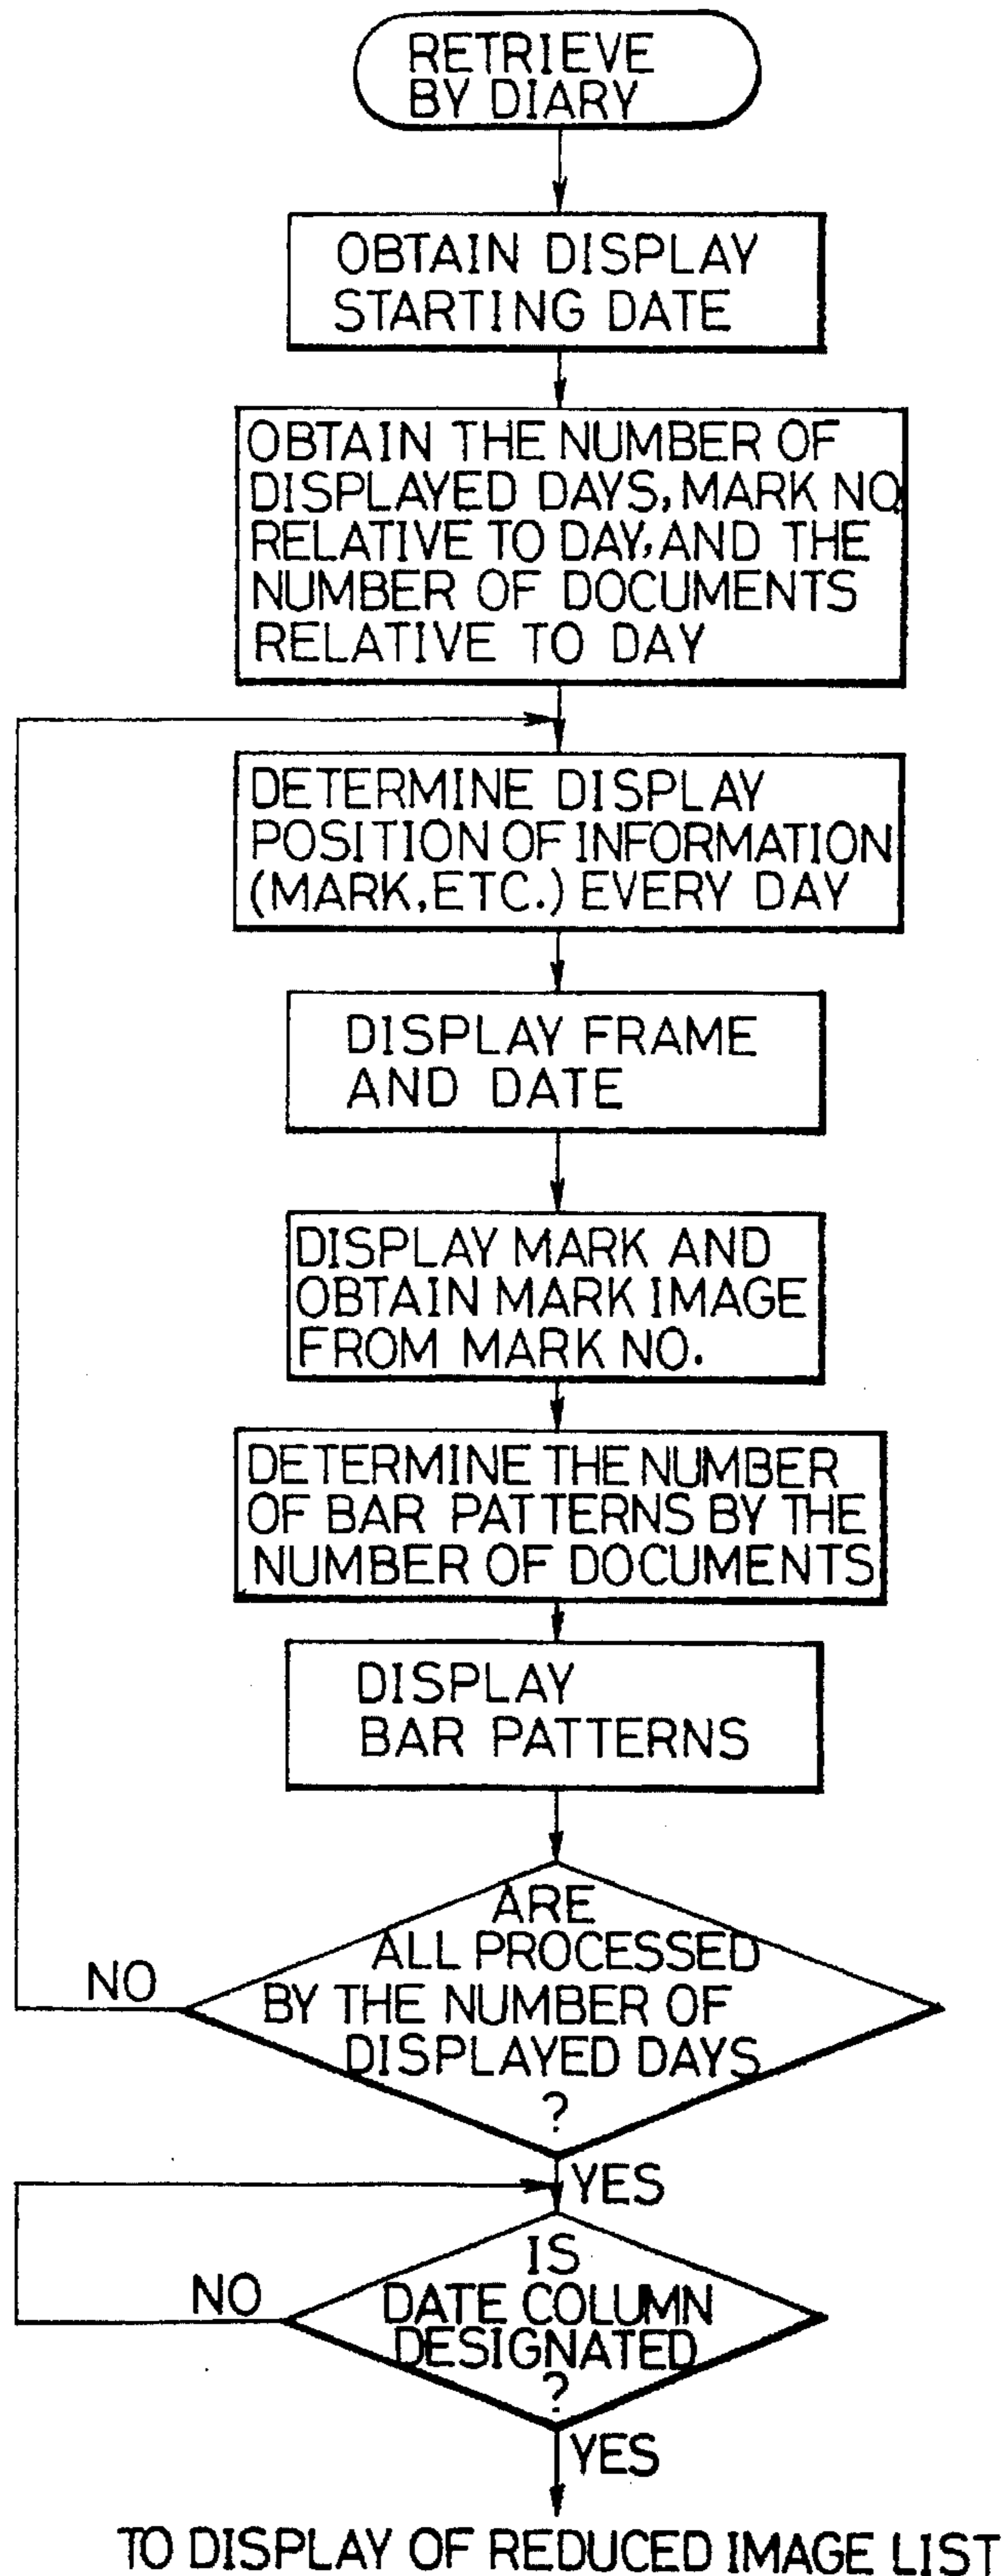 RETRIEVE
BY DIARY
OBTAIN DISPLAY
STARTING DATE
OBTAIN THE NUMBER OF
DISPLAYED DAYS, MARK NO.
RELATIVE TO DAY, AND THE
NUMBER OF DOCUMENTS
RELATIVE TO DAY
DETERMINE DISPLAY
POSITION OF INFORMATION
(MARK, ETC.) EVERY DAY
DISPLAY FRAME
AND DATE
DISPLAY MARK AND
OBTAIN MARK IMAGE
FROM MARK NO.
DETERMINE THE NUMBER
OF BAR PATTERNS BY THE
NUMBER OF DOCUMENTS
DISPLAY
BAR PATTERNS
ARE
ALL PROCESSED
NO
BY THE NUMBER OF
DISPLAYED DAYS
?
YES
IS
NO
DATE COLUMN
DESIGNATED
?
YES
TO DISPLAY OF REDUCED IMAGE LIST